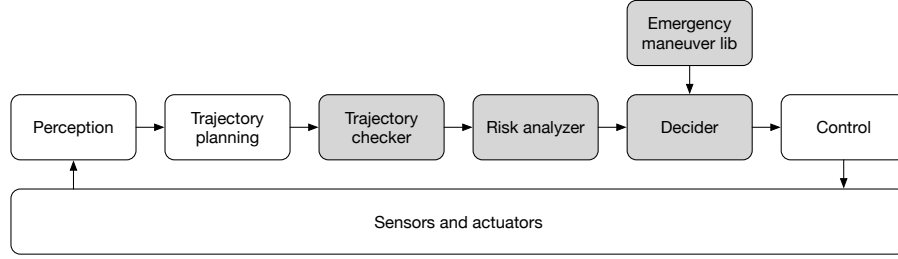 Emergency
maneuver lib
Perception
Trajectory
planning
Trajectory
checker
Risk analyzer
Decider
Control
Sensors and actuators